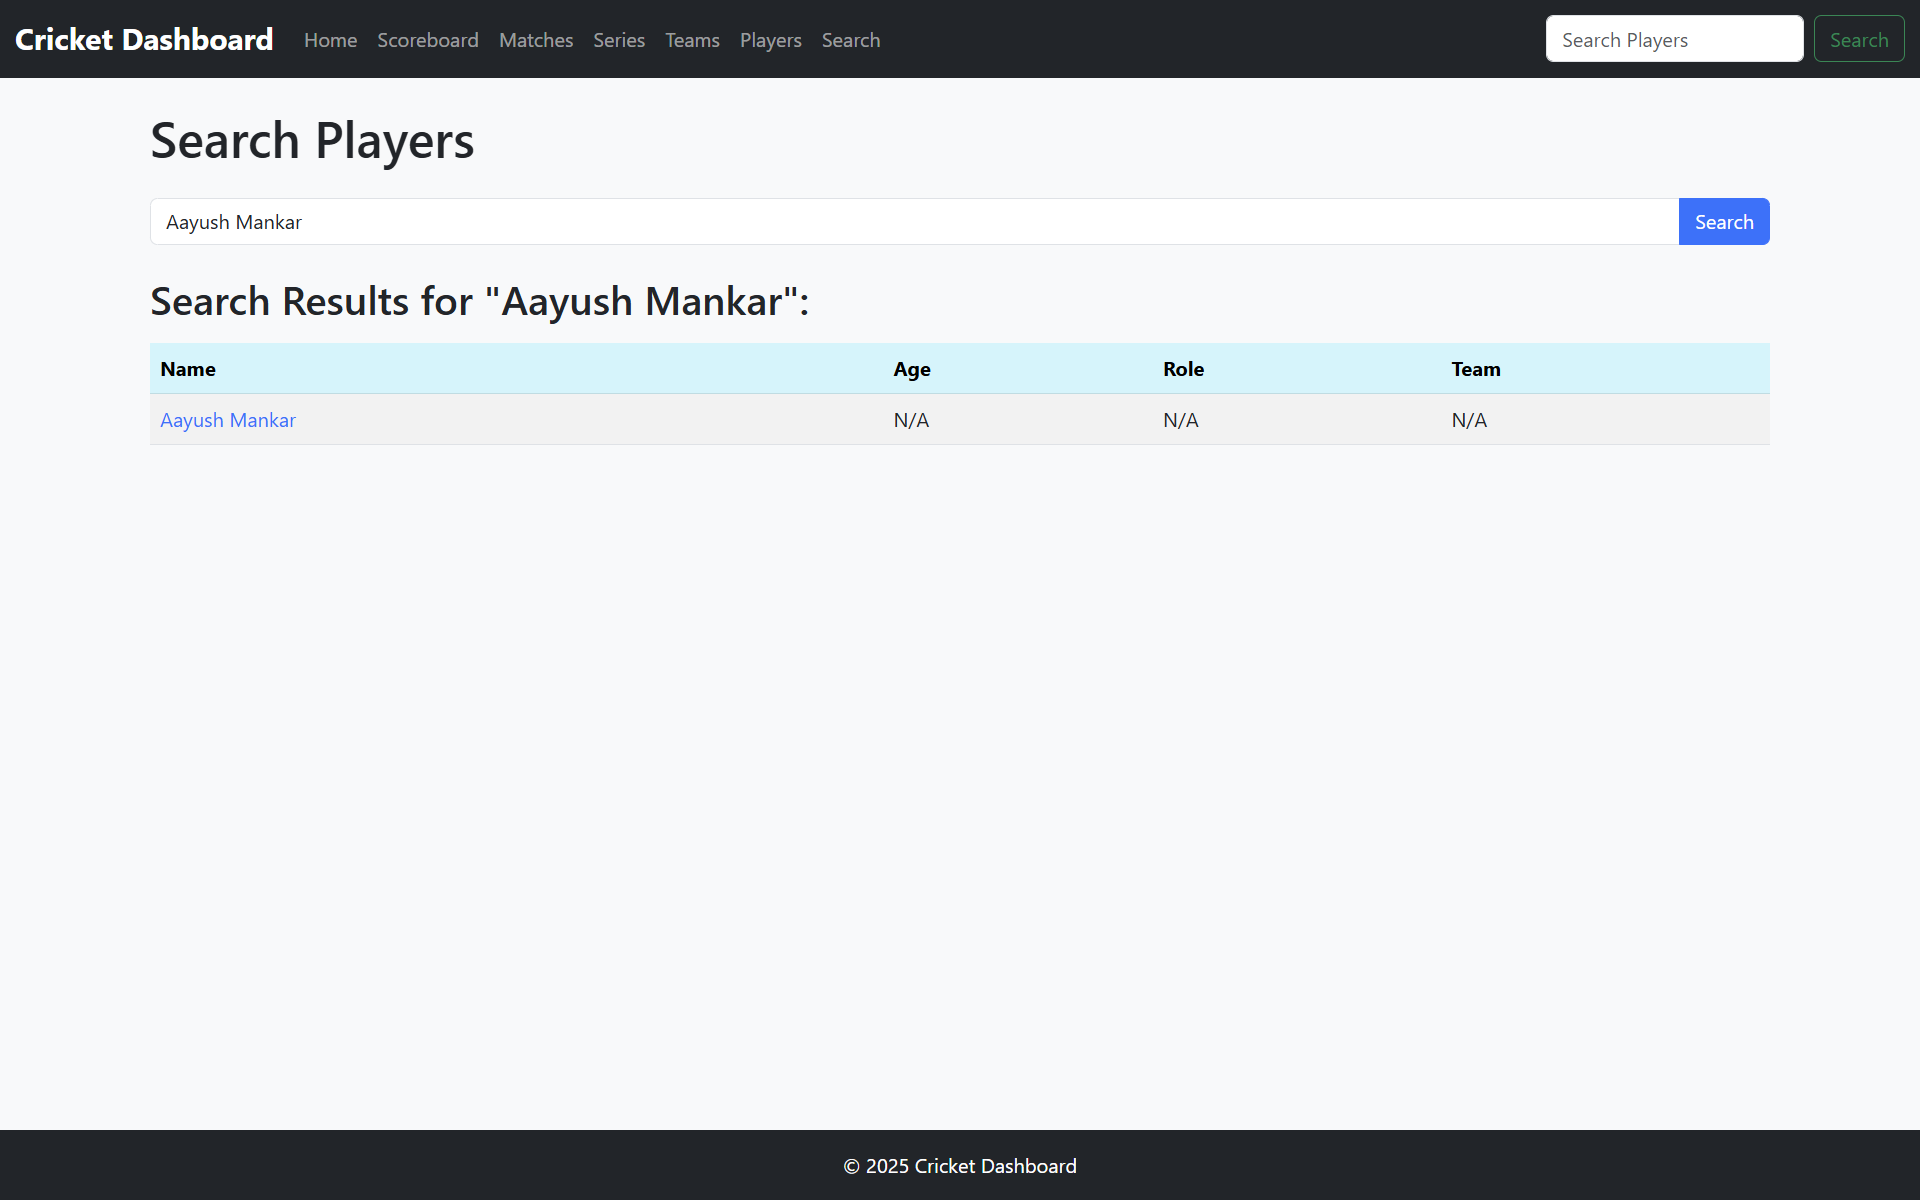 Cricket Dashboard Home Scoreboard Matches Series Teams Players Search Search Players Search
Search Players
Aayush Mankar Search
Search Results for "Aayush Mankar":
Name Age Role Team
Aayush Mankar N/A N/A N/A
© 2025 Cricket Dashboard